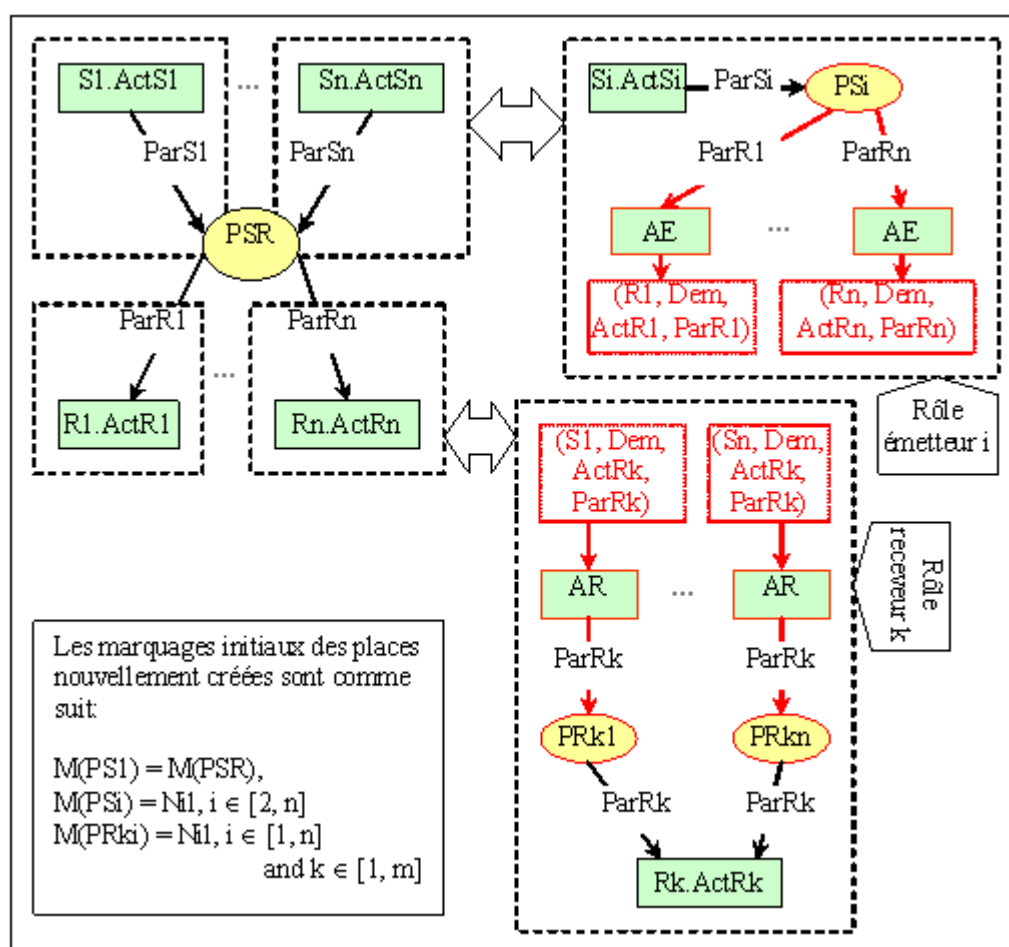 S1.ActS1
...
Sn.ActSn
ParS1
ParSn
PSR
ParR1
ParRn
...
R1.ActR1
Rn.ActRn
Si.ActSi
ParSi
PSi
ParR1
ParRn
AE
...
AE
(R1, Dem,
ActR1, ParR1)
(Rn, Dem,
ActRn, ParRn)
Rôle
émetteur i
(S1, Dem,
ActRk,
ParRk)
(Sn, Dem,
ActRk,
ParRk)
AR
...
AR
ParRk
ParRk
PRk1
PRkn
ParRk
ParRk
Rk.ActRk
Rôle
receveur k
Les marquages initiaux des places
nouvellement créées sont comme
suit:
M(PS1) = M(PSR),
M(PSi) = Nil, i ∈ [2, n]
M(PRki) = Nil, i ∈ [1, n]
and k ∈ [1, m]